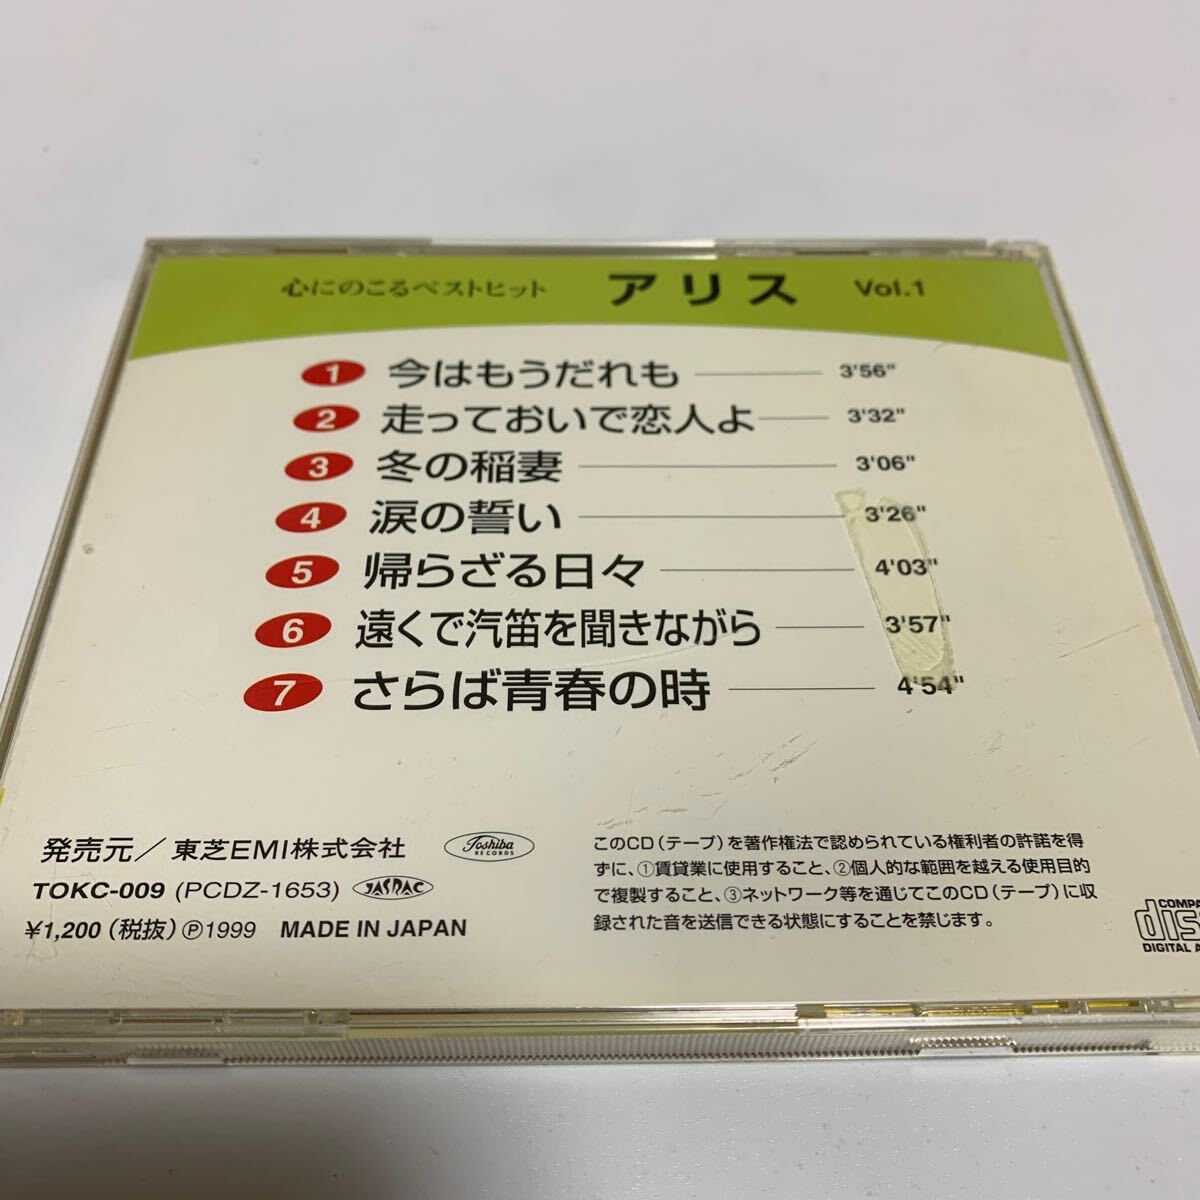 心にのこるベストヒット アリス Vol.1
1 今はもうだれも 3'56"
2 走っておいで恋人よ 3'32"
3 冬の稲妻 3'06"
4 涙の誓い 3'26"
5 帰らざる日々 4'03"
6 遠くで汽笛を聞きながら 3'57"
7 さらば青春の時 4'54"
発売元／東芝EMI株式会社 Toshiba RECORDS
TOKC-009 (PCDZ-1653) JASRAC
¥1,200 (税抜) Ⓟ1999 MADE IN JAPAN
このCD(テープ)を著作権法で認められている権利者の許諾を得
ずに、①賃貸業に使用すること、②個人的な範囲を越える使用目的
で複製すること、③ネットワーク等を通じてこのCD(テープ)に収
録された音を送信できる状態にすることを禁じます。
COMPA
disc
DIGITAL A